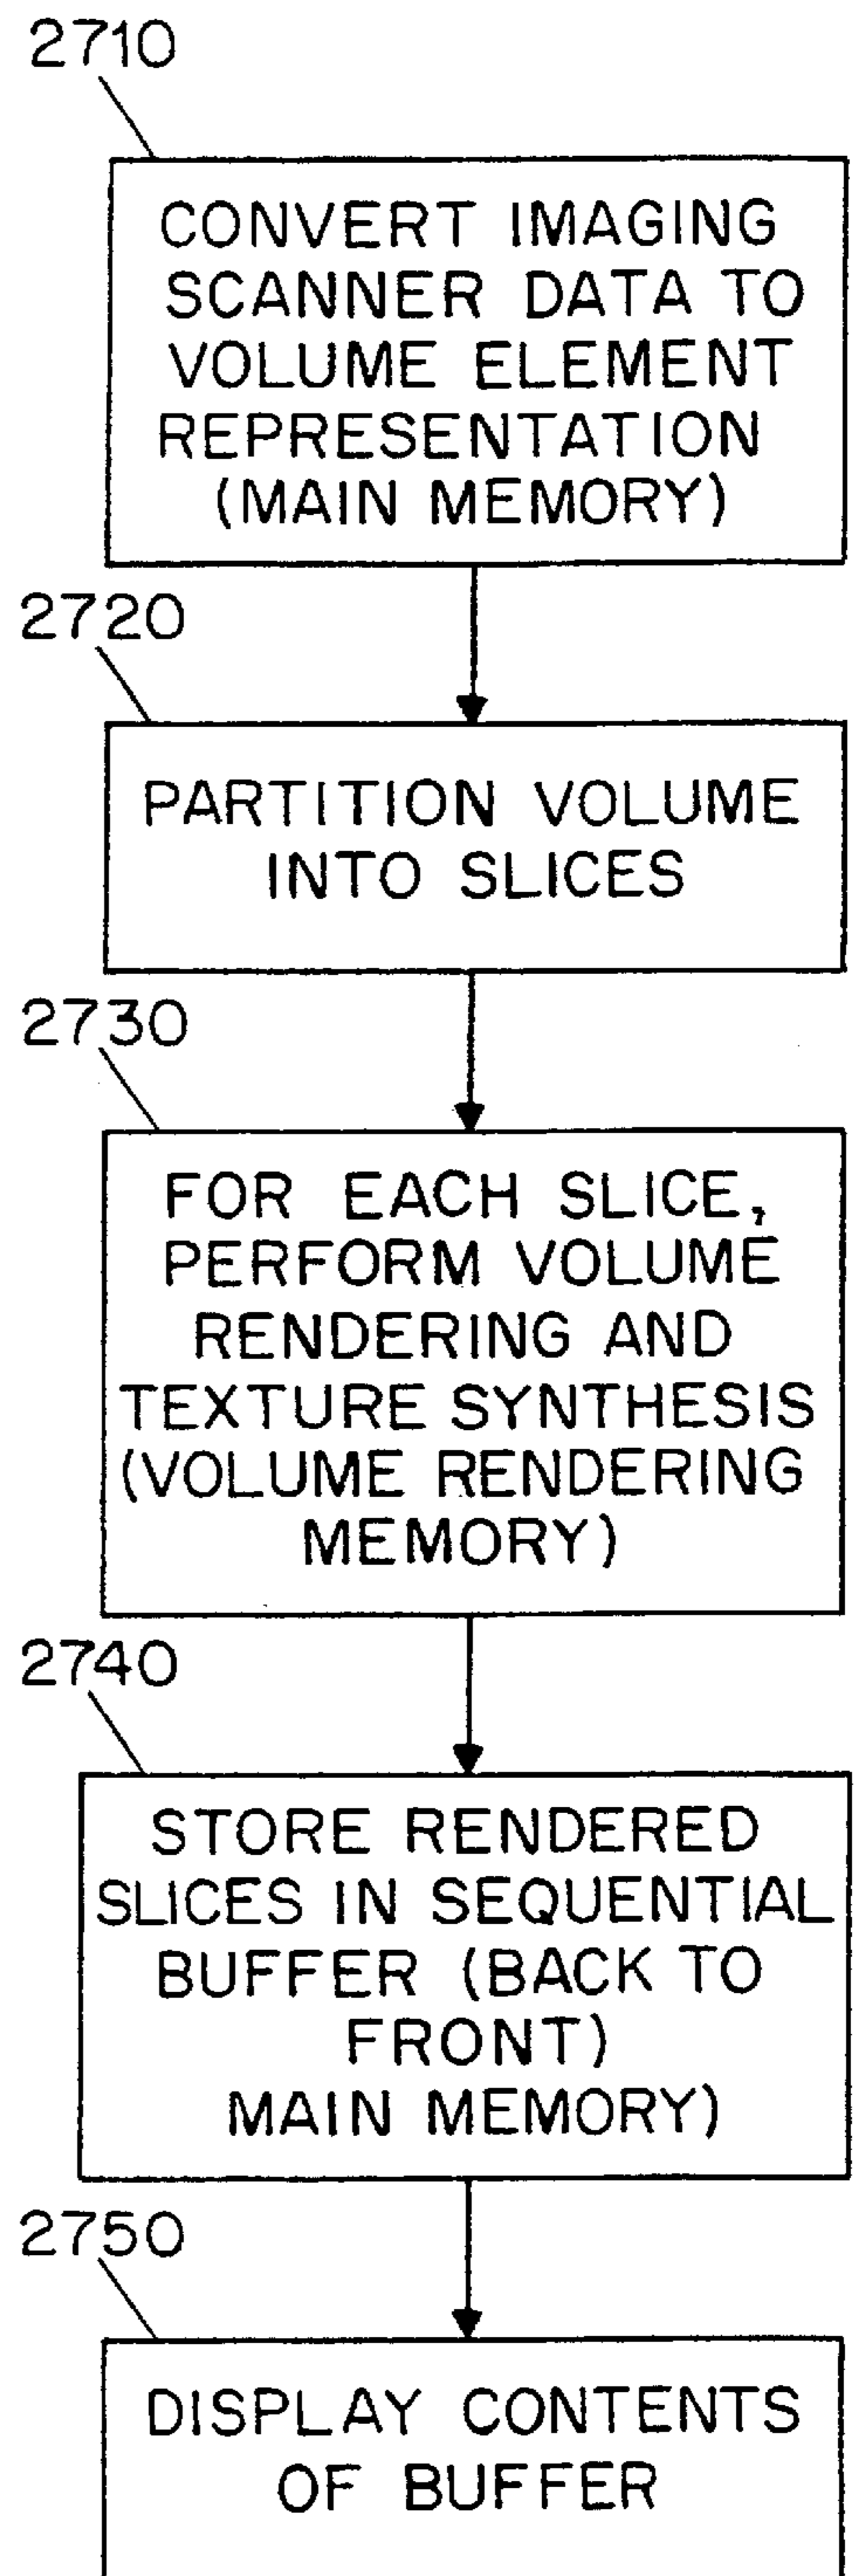 2710
CONVERT IMAGING
SCANNER DATA TO
VOLUME ELEMENT
REPRESENTATION
(MAIN MEMORY)
2720
PARTITION VOLUME
INTO SLICES
2730
FOR EACH SLICE,
PERFORM VOLUME
RENDERING AND
TEXTURE SYNTHESIS
(VOLUME RENDERING
MEMORY)
2740
STORE RENDERED
SLICES IN SEQUENTIAL
BUFFER (BACK TO
FRONT)
MAIN MEMORY)
2750
DISPLAY CONTENTS
OF BUFFER